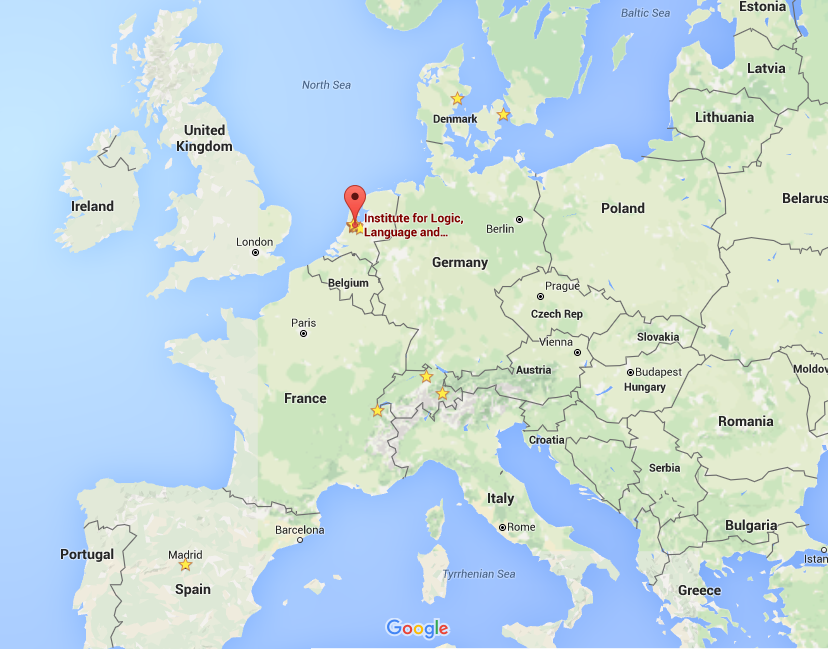 Baltic Sea
Estonia
Latvia
North Sea
Lithuania
Denmark
United
Kingdom
Ireland
Belarus
Poland
Institute for Logic,
Language and...
Berlin
London
Germany
Belgium
Prague
Czech Rep
Paris
Slovakia
Vienna
Austria
Budapest
Hungary
Moldov
France
Romania
Croatia
Serbia
Italy
Rome
Bulgaria
Barcelona
Portugal
Madrid
Istan
Tyrrhenian Sea
Spain
Greece
Google